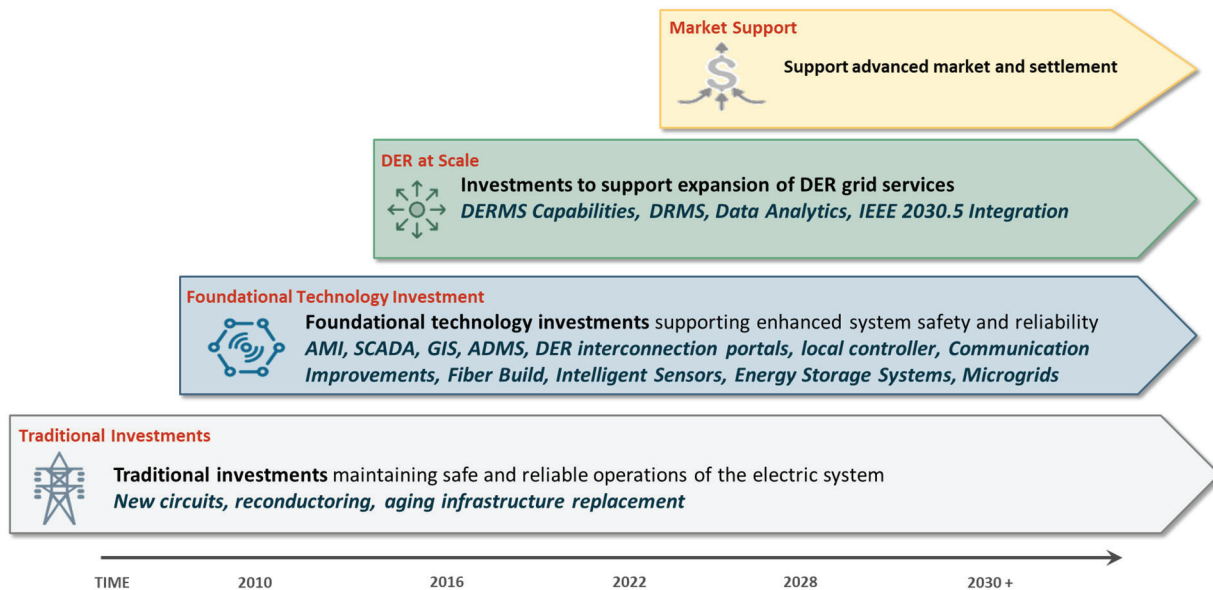 Market Support
$
Support advanced market and settlement
DER at Scale
Investments to support expansion of DER grid services
DERMS Capabilities, DRMS, Data Analytics, IEEE 2030.5 Integration
Foundational Technology Investment
Foundational technology investments supporting enhanced system safety and reliability
AMI, SCADA, GIS, ADMS, DER interconnection portals, local controller, Communication
Improvements, Fiber Build, Intelligent Sensors, Energy Storage Systems, Microgrids
Traditional Investments
Traditional investments maintaining safe and reliable operations of the electric system
New circuits, reconductoring, aging infrastructure replacement
TIME 2010 2016 2022 2028 2030 +